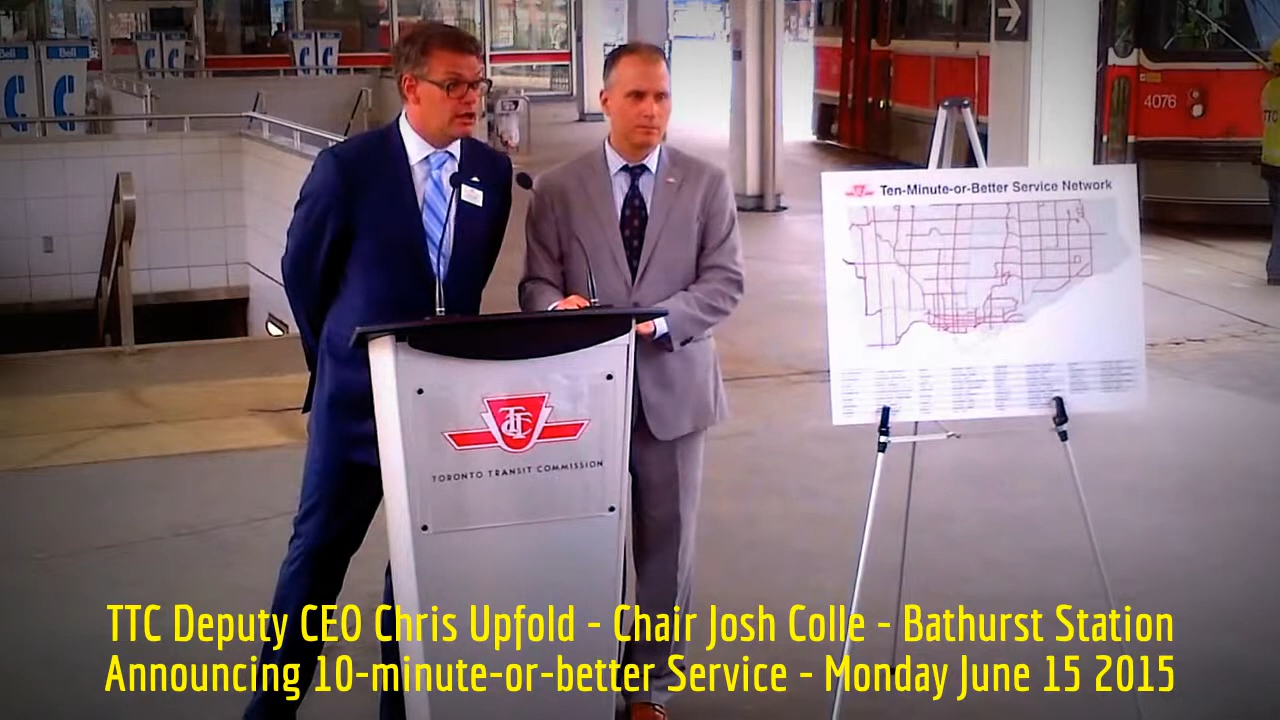 Bell
Bell
4076
TTC
Ten-Minute-or-Better Service Network
TTC
TORONTO TRANSIT COMMISSION
TTC Deputy CEO Chris Upfold - Chair Josh Colle - Bathurst Station
Announcing 10-minute-or-better Service - Monday June 15 2015